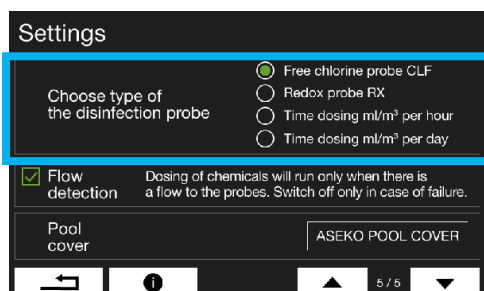 Settings
Choose type of
the disinfection probe
Free chlorine probe CLF
Redox probe RX
Time dosing ml/m³ per hour
Time dosing ml/m³ per day
Flow
detection
Dosing of chemicals will run only when there is
a flow to the probes. Switch off only in case of failure.
Pool
cover
ASEKO POOL COVER
5/5